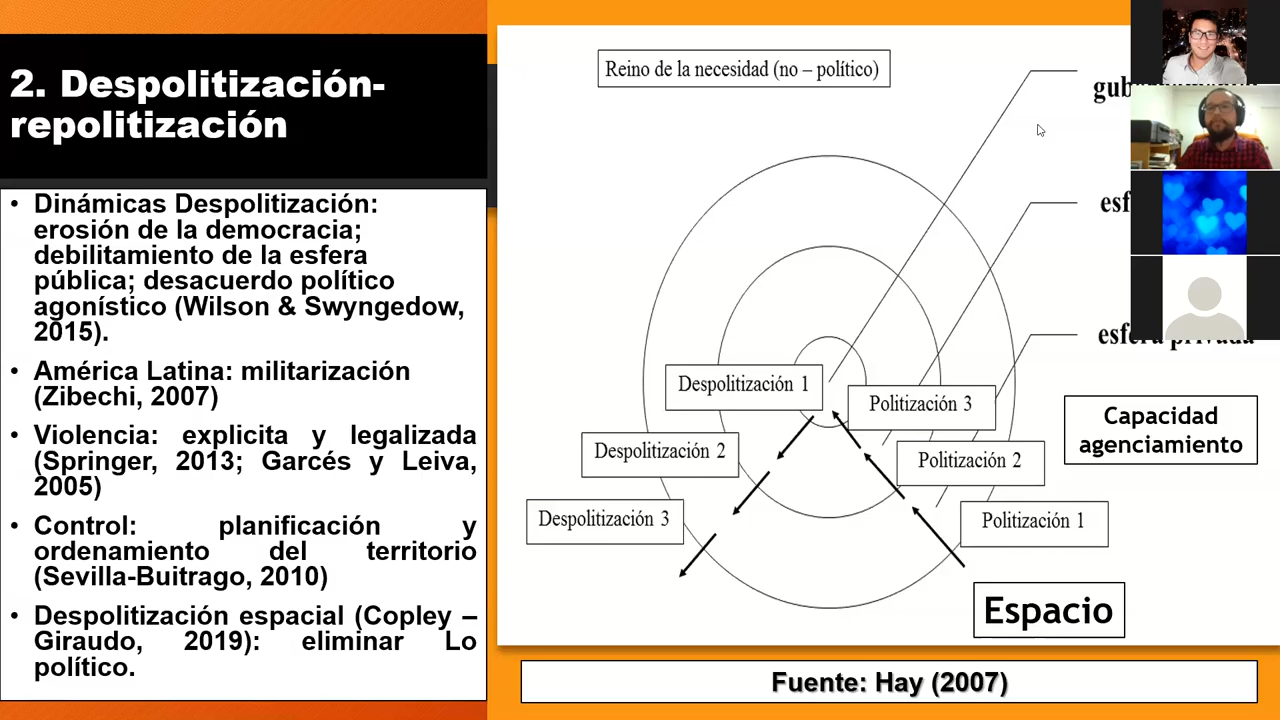 2. Despolitización-
repolitización
• Dinámicas Despolitización:
erosión de la democracia;
debilitamiento de la esfera
pública; desacuerdo político
agonístico (Wilson & Swyngedow,
2015).
• América Latina: militarización
(Zibechi, 2007)
• Violencia: explicita y legalizada
(Springer, 2013; Garcés y Leiva,
2005)
• Control: planificación y
ordenamiento del territorio
(Sevilla-Buitrago, 2010)
• Despolitización espacial (Copley –
Giraudo, 2019): eliminar Lo
político.
Reino de la necesidad (no – político)
esfera privada
Despolitización 1
Politización 3
Capacidad
agenciamiento
Despolitización 2
Politización 2
Despolitización 3
Politización 1
Espacio
Fuente: Hay (2007)